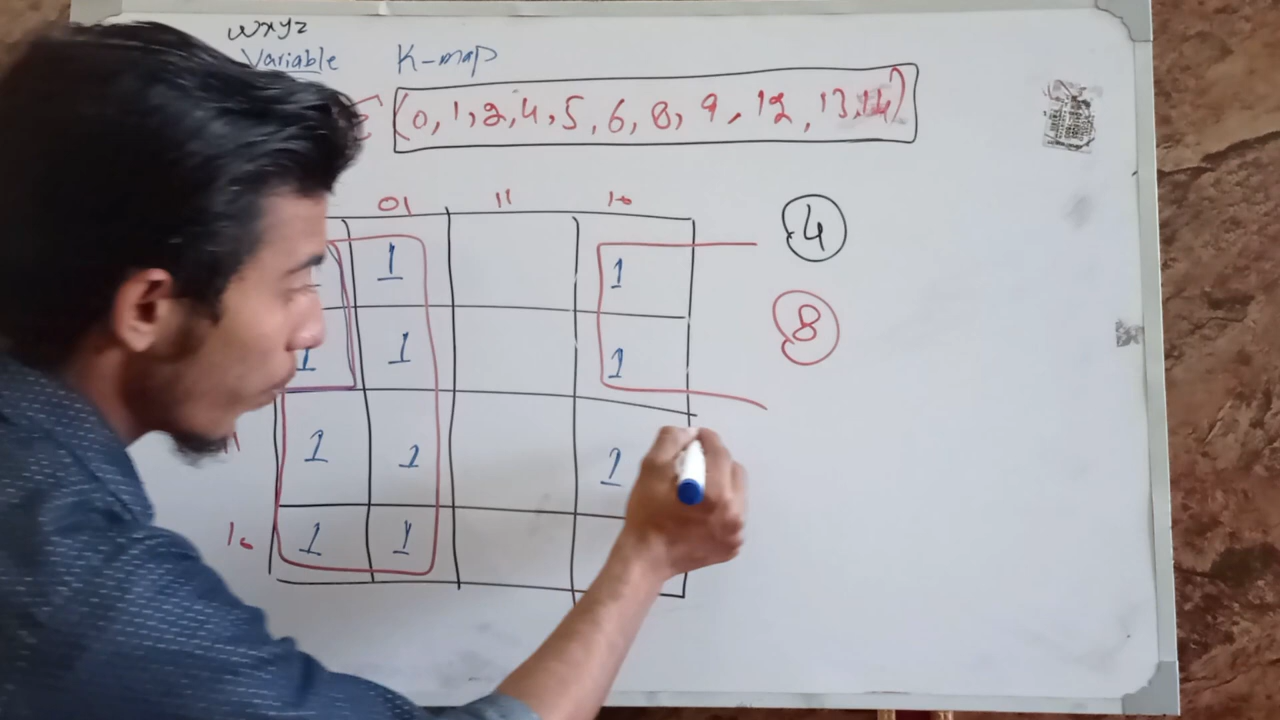 wxyz
Variable K-map
(0, 1, 2, 4, 5, 6, 8, 9, 12, 13, 14)
01 11 10
4
1 1
8
1 1 1
11 1 1 1
10 1 1